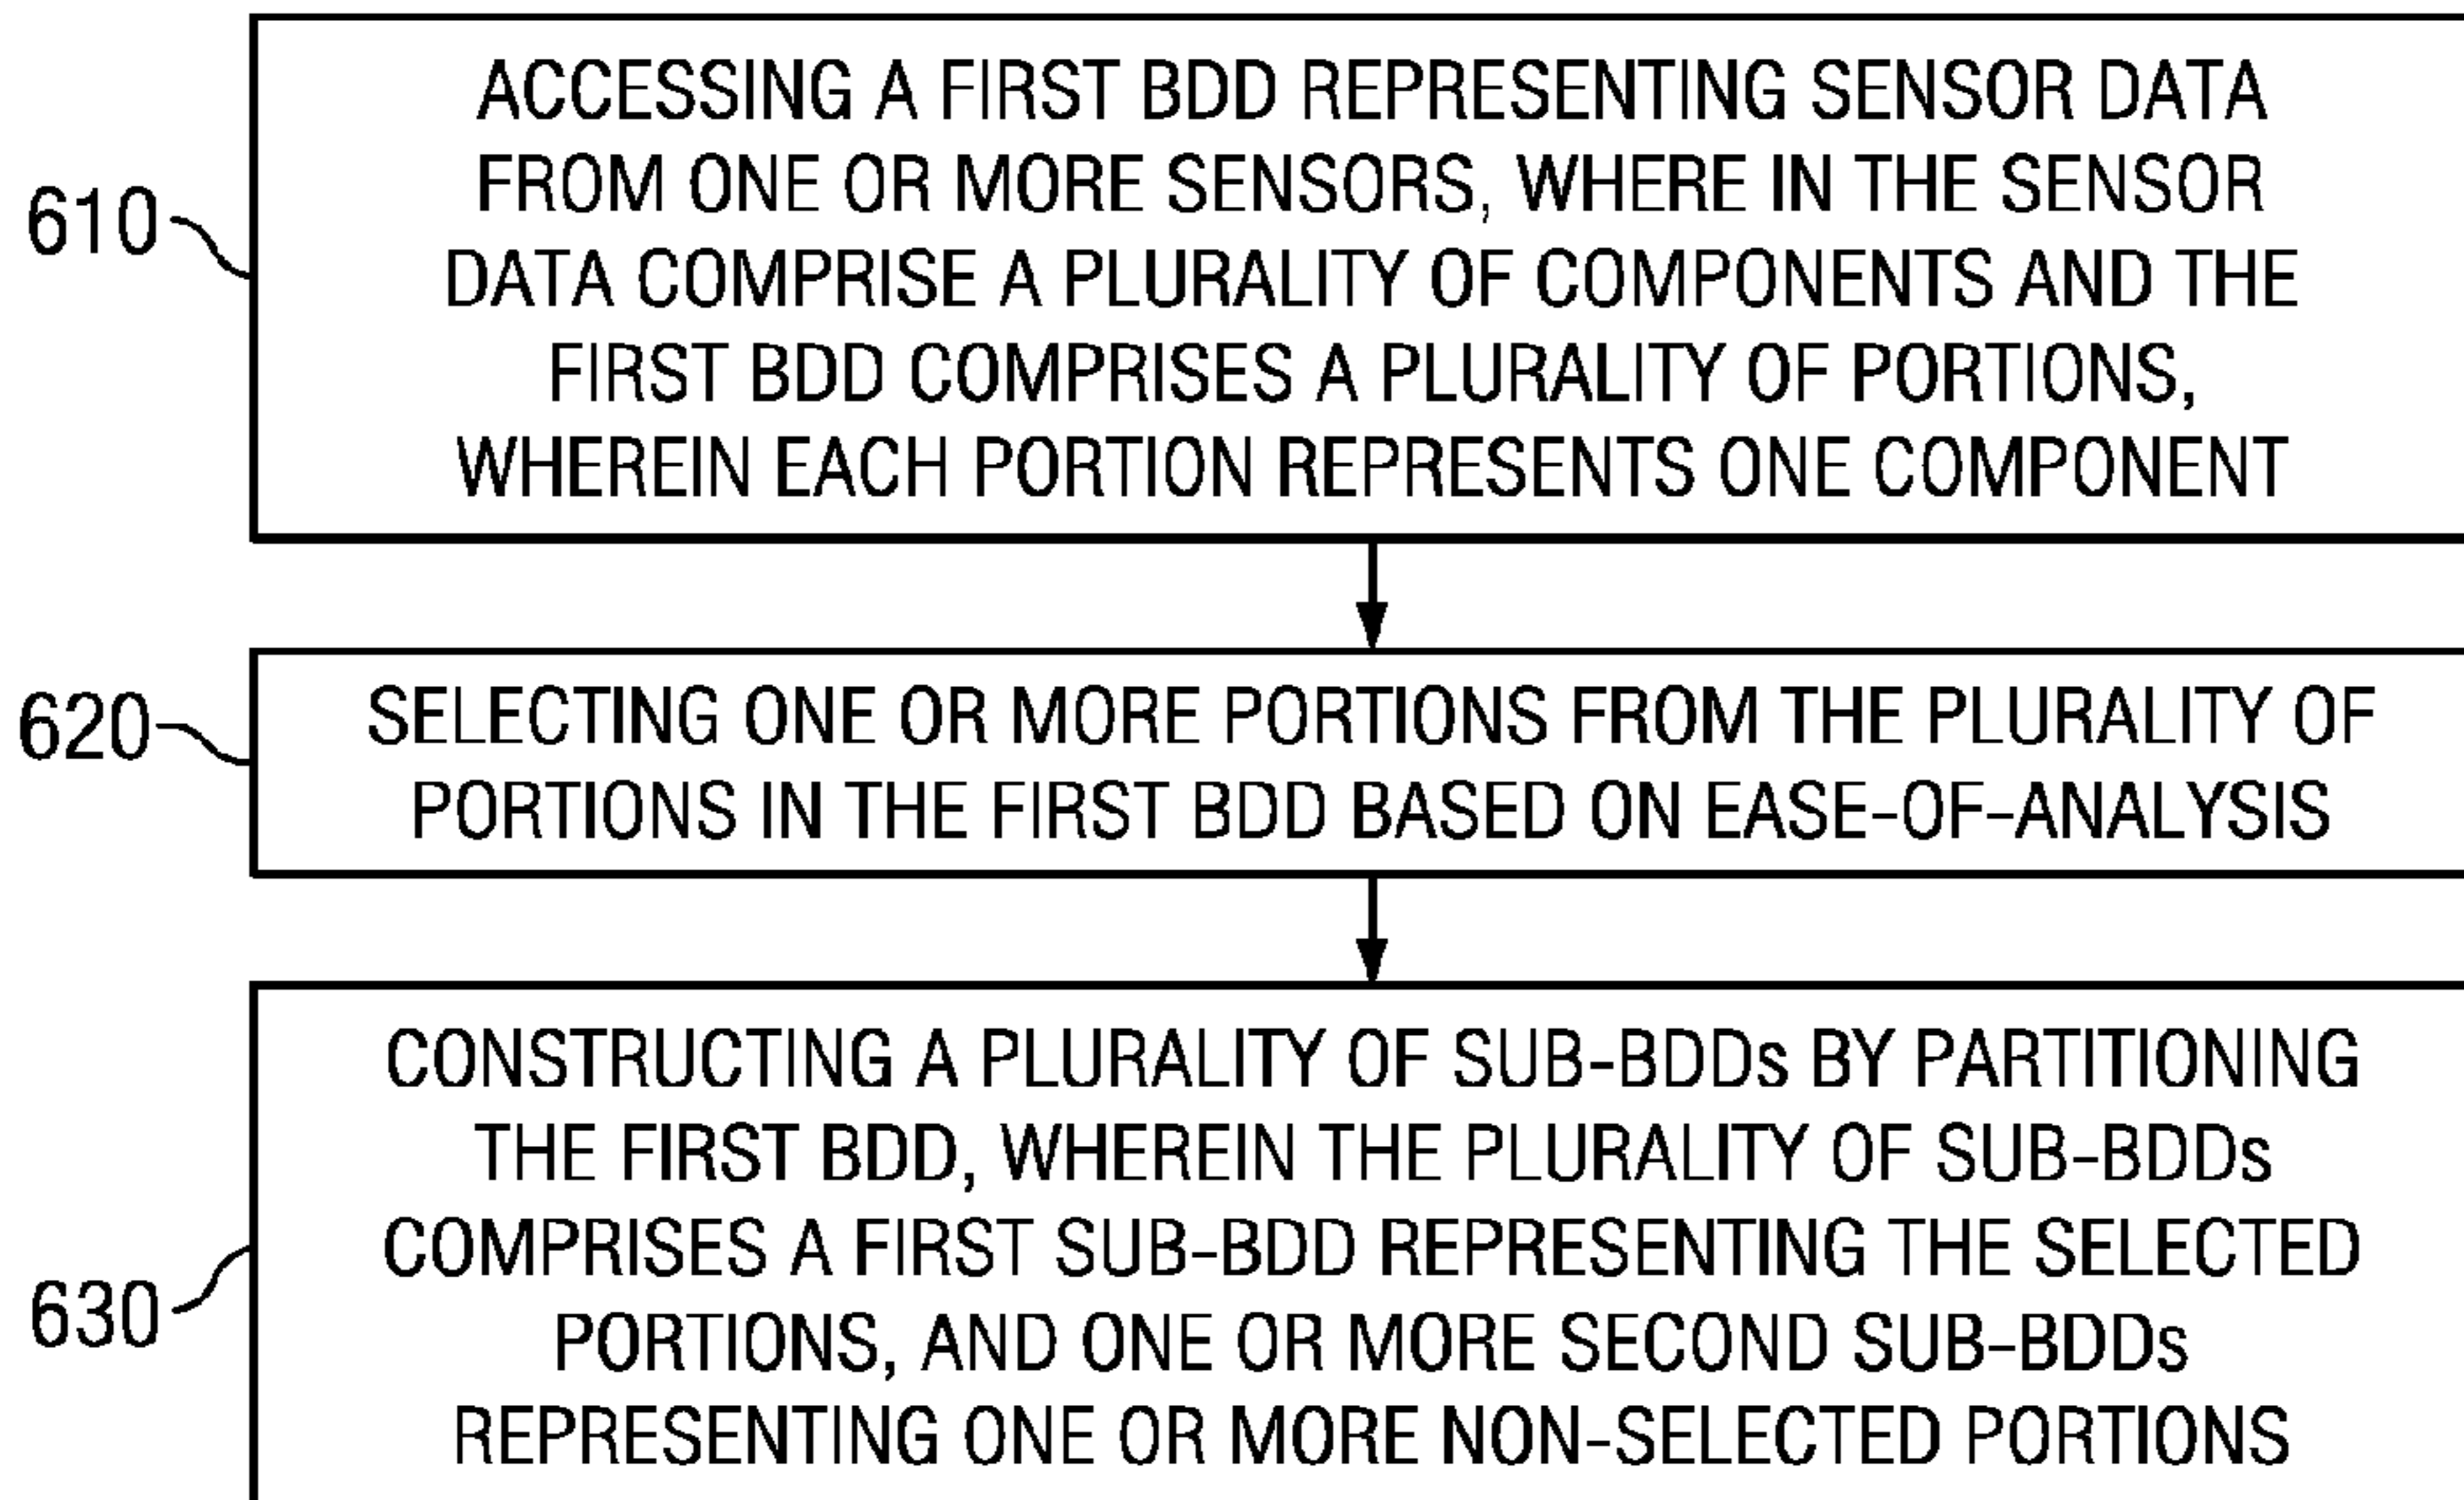 ACCESSING A FIRST BDD REPRESENTING SENSOR DATA
FROM ONE OR MORE SENSORS, WHERE IN THE SENSOR
DATA COMPRISE A PLURALITY OF COMPONENTS AND THE
FIRST BDD COMPRISES A PLURALITY OF PORTIONS,
WHEREIN EACH PORTION REPRESENTS ONE COMPONENT
610
SELECTING ONE OR MORE PORTIONS FROM THE PLURALITY OF
PORTIONS IN THE FIRST BDD BASED ON EASE-OF-ANALYSIS
620
CONSTRUCTING A PLURALITY OF SUB-BDDs BY PARTITIONING
THE FIRST BDD, WHEREIN THE PLURALITY OF SUB-BDDs
COMPRISES A FIRST SUB-BDD REPRESENTING THE SELECTED
PORTIONS, AND ONE OR MORE SECOND SUB-BDDs
REPRESENTING ONE OR MORE NON-SELECTED PORTIONS
630